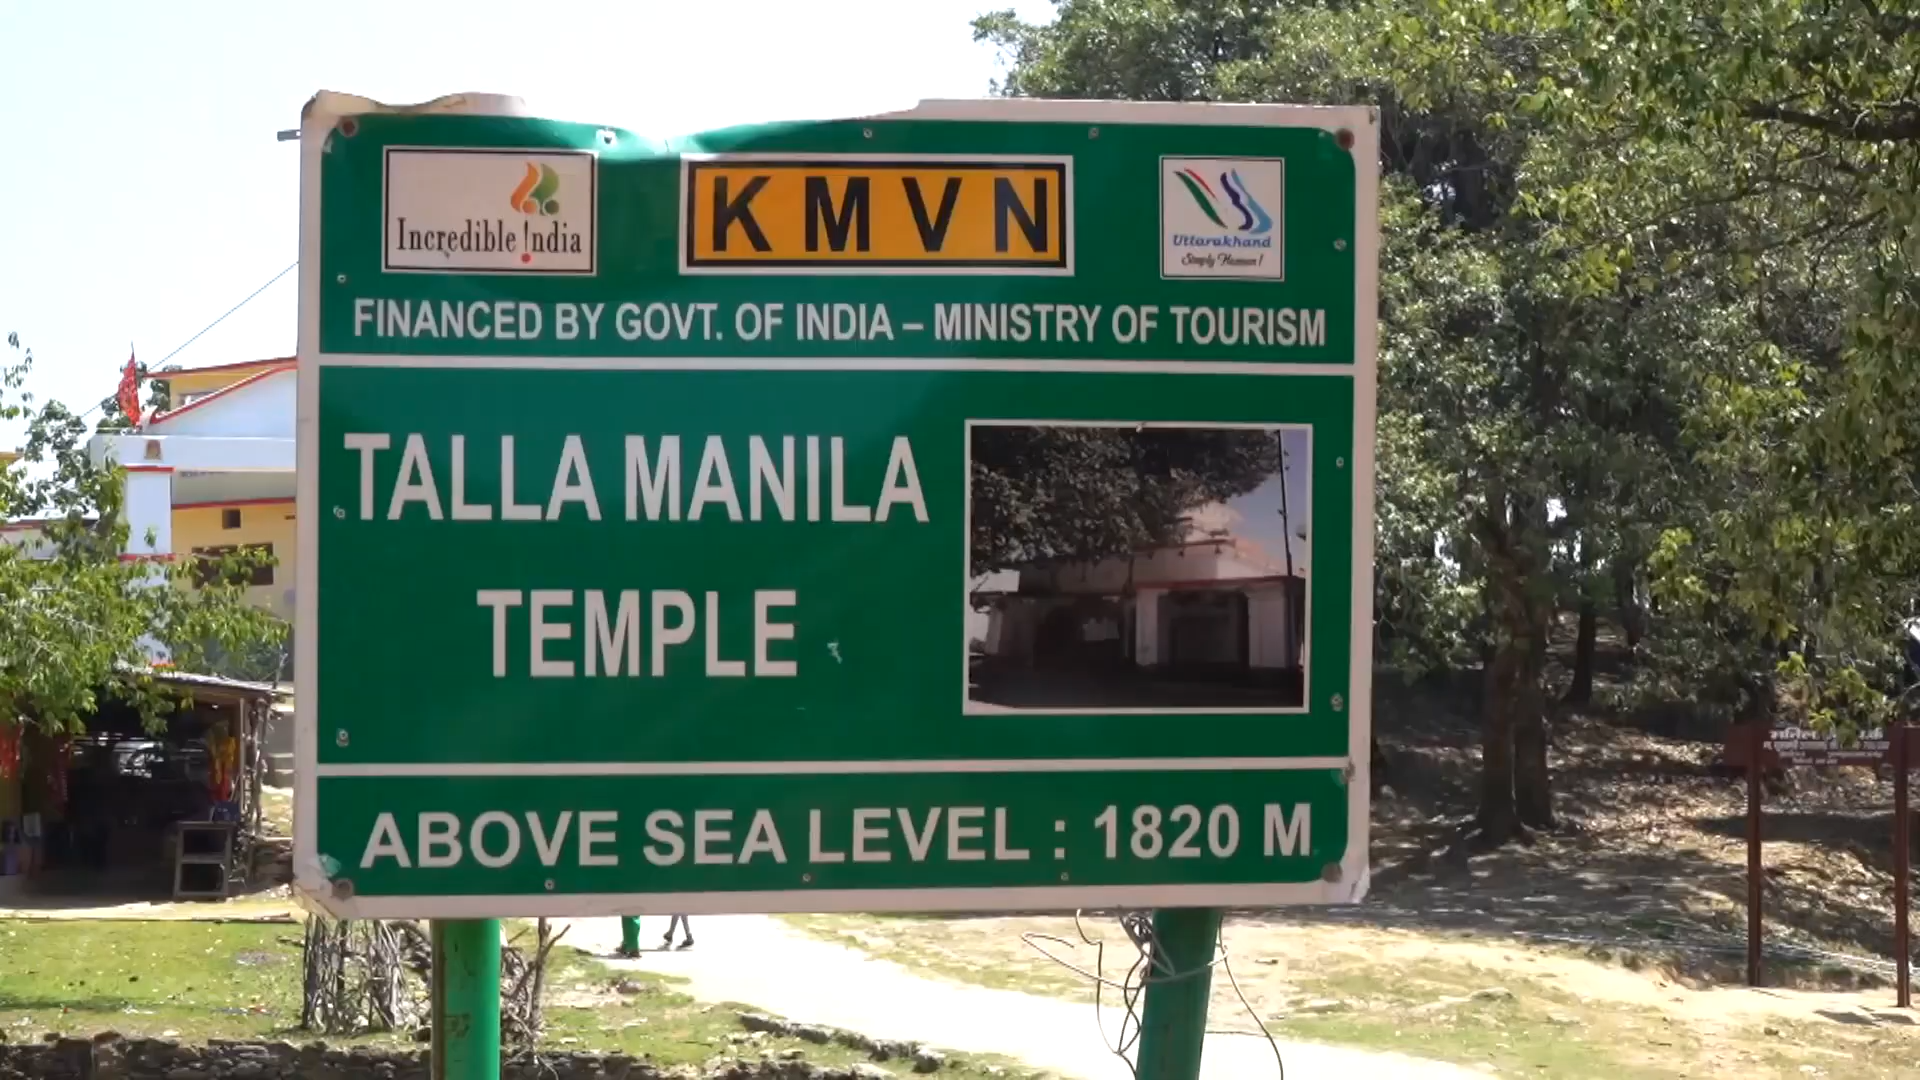 Incredible !ndia
KMVN
Uttarakhand
Simply Heaven!
FINANCED BY GOVT. OF INDIA – MINISTRY OF TOURISM
TALLA MANILA
TEMPLE
ABOVE SEA LEVEL : 1820 M